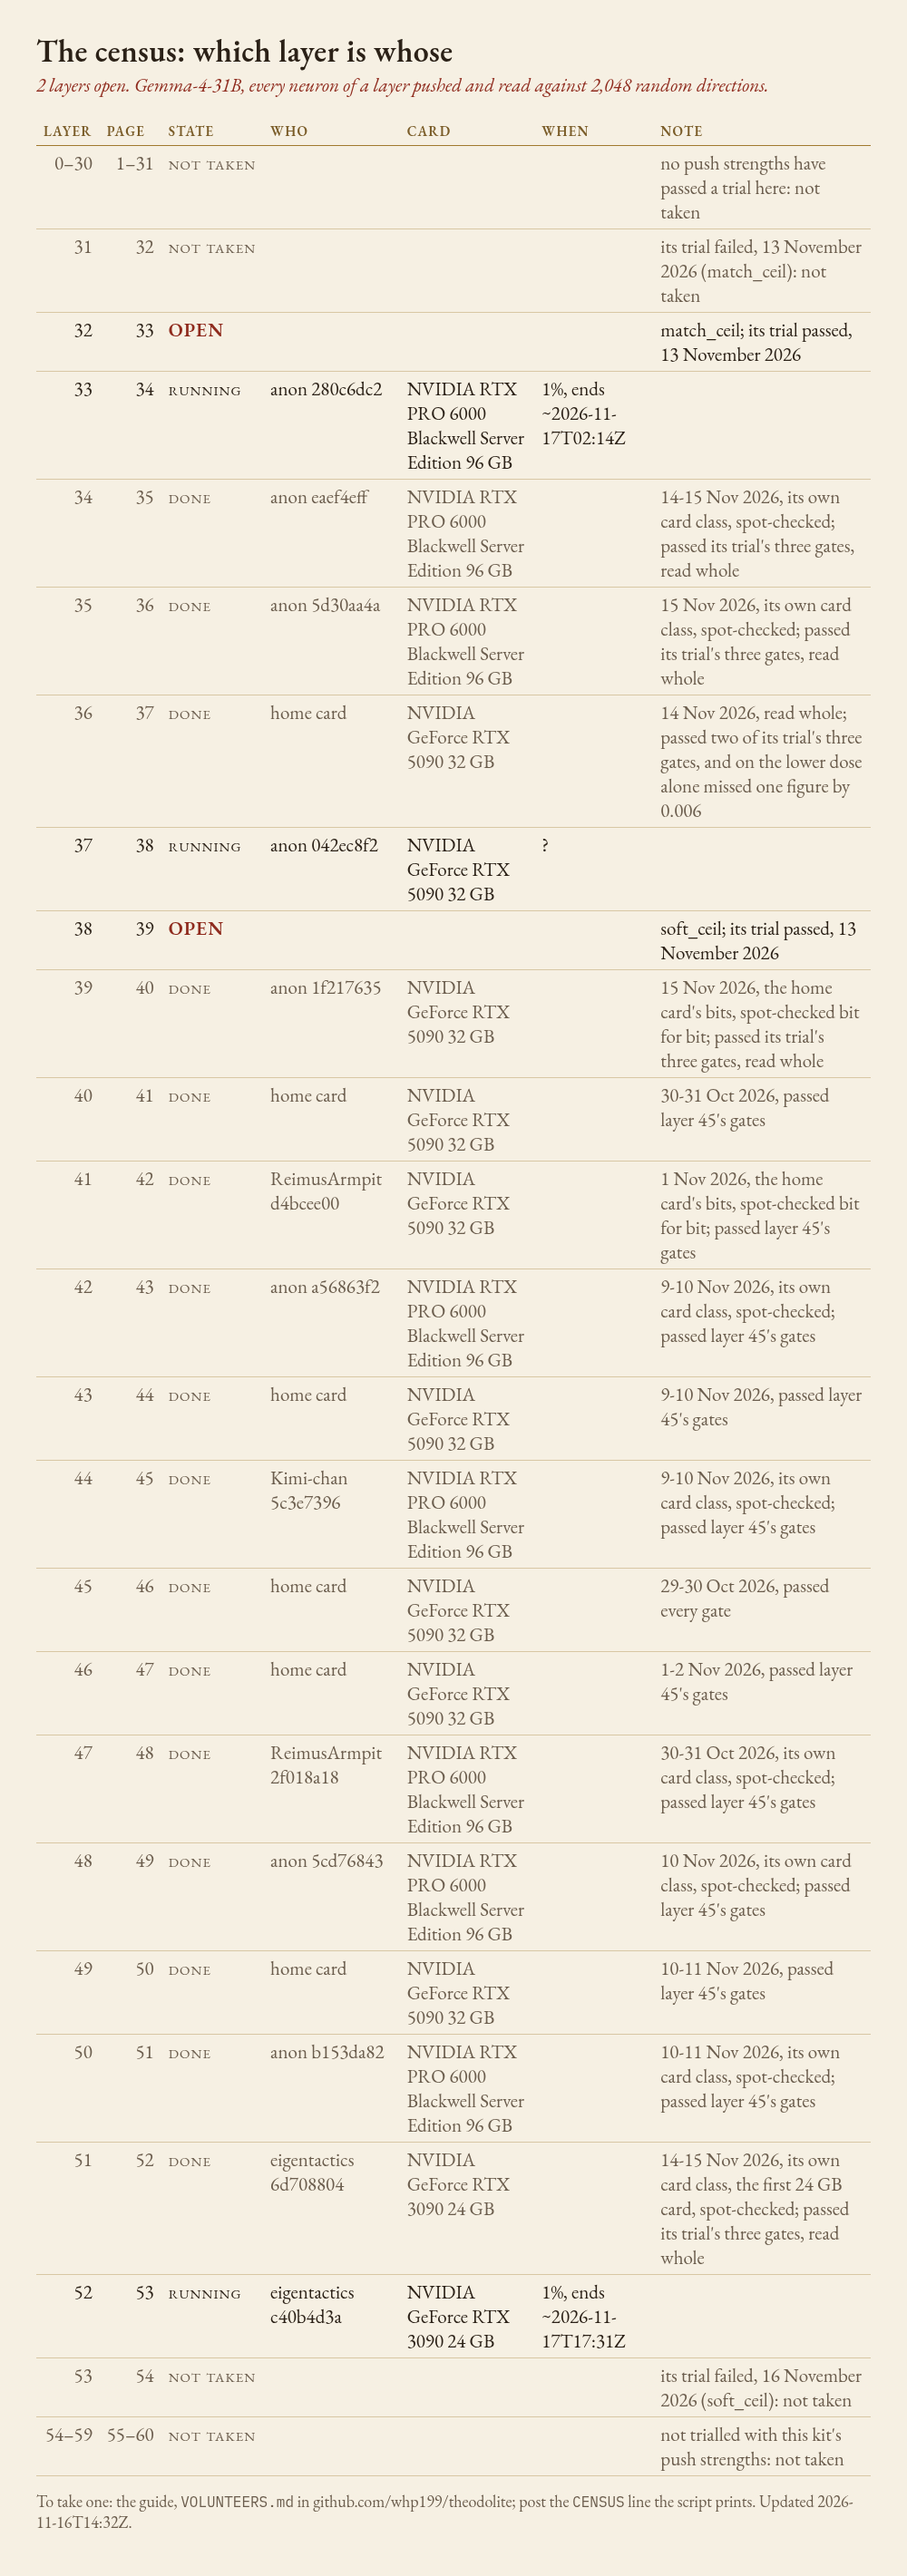 The census: which layer is whose
2 layers open. Gemma-4-31B, every neuron of a layer pushed and read against 2,048 random directions.
LAYER PAGE STATE WHO CARD WHEN NOTE
0–30 1–31 NOT TAKEN no push strengths have
passed a trial here: not
taken
31 32 NOT TAKEN its trial failed, 13 November
2026 (match_ceil): not
taken
32 33 OPEN match_ceil; its trial passed,
13 November 2026
33 34 RUNNING anon 280c6dc2 NVIDIA RTX 1%, ends
PRO 6000 ~2026-11-
Blackwell Server 17T02:14Z
Edition 96 GB
34 35 DONE anon eaef4eff NVIDIA RTX 14-15 Nov 2026, its own
PRO 6000 card class, spot-checked;
Blackwell Server passed its trial's three gates,
Edition 96 GB read whole
35 36 DONE anon 5d30aa4a NVIDIA RTX 15 Nov 2026, its own card
PRO 6000 class, spot-checked; passed
Blackwell Server its trial's three gates, read
Edition 96 GB whole
36 37 DONE home card NVIDIA 14 Nov 2026, read whole;
GeForce RTX passed two of its trial's three
5090 32 GB gates, and on the lower dose
alone missed one figure by
0.006
37 38 RUNNING anon 042ec8f2 NVIDIA ?
GeForce RTX
5090 32 GB
38 39 OPEN soft_ceil; its trial passed, 13
November 2026
39 40 DONE anon 1f217635 NVIDIA 15 Nov 2026, the home
GeForce RTX card's bits, spot-checked bit
5090 32 GB for bit; passed its trial's
three gates, read whole
40 41 DONE home card NVIDIA 30-31 Oct 2026, passed
GeForce RTX layer 45's gates
5090 32 GB
41 42 DONE ReimusArmpit NVIDIA 1 Nov 2026, the home
d4bcee00 GeForce RTX card's bits, spot-checked bit
5090 32 GB for bit; passed layer 45's
gates
42 43 DONE anon a56863f2 NVIDIA RTX 9-10 Nov 2026, its own
PRO 6000 card class, spot-checked;
Blackwell Server passed layer 45's gates
Edition 96 GB
43 44 DONE home card NVIDIA 9-10 Nov 2026, passed layer
GeForce RTX 45's gates
5090 32 GB
44 45 DONE Kimi-chan NVIDIA RTX 9-10 Nov 2026, its own
5c3e7396 PRO 6000 card class, spot-checked;
Blackwell Server passed layer 45's gates
Edition 96 GB
45 46 DONE home card NVIDIA 29-30 Oct 2026, passed
GeForce RTX every gate
5090 32 GB
46 47 DONE home card NVIDIA 1-2 Nov 2026, passed layer
GeForce RTX 45's gates
5090 32 GB
47 48 DONE ReimusArmpit NVIDIA RTX 30-31 Oct 2026, its own
2f018a18 PRO 6000 card class, spot-checked;
Blackwell Server passed layer 45's gates
Edition 96 GB
48 49 DONE anon 5cd76843 NVIDIA RTX 10 Nov 2026, its own card
PRO 6000 class, spot-checked; passed
Blackwell Server layer 45's gates
Edition 96 GB
49 50 DONE home card NVIDIA 10-11 Nov 2026, passed
GeForce RTX layer 45's gates
5090 32 GB
50 51 DONE anon b153da82 NVIDIA RTX 10-11 Nov 2026, its own
PRO 6000 card class, spot-checked;
Blackwell Server passed layer 45's gates
Edition 96 GB
51 52 DONE eigentactics NVIDIA 14-15 Nov 2026, its own
6d708804 GeForce RTX card class, the first 24 GB
3090 24 GB card, spot-checked; passed
its trial's three gates, read
whole
52 53 RUNNING eigentactics NVIDIA 1%, ends
c40b4d3a GeForce RTX ~2026-11-
3090 24 GB 17T17:31Z
53 54 NOT TAKEN its trial failed, 16 November
2026 (soft_ceil): not taken
54–59 55–60 NOT TAKEN not trialled with this kit's
push strengths: not taken
To take one: the guide, VOLUNTEERS.md in github.com/whp199/theodolite; post the CENSUS line the script prints. Updated 2026-
11-16T14:32Z.